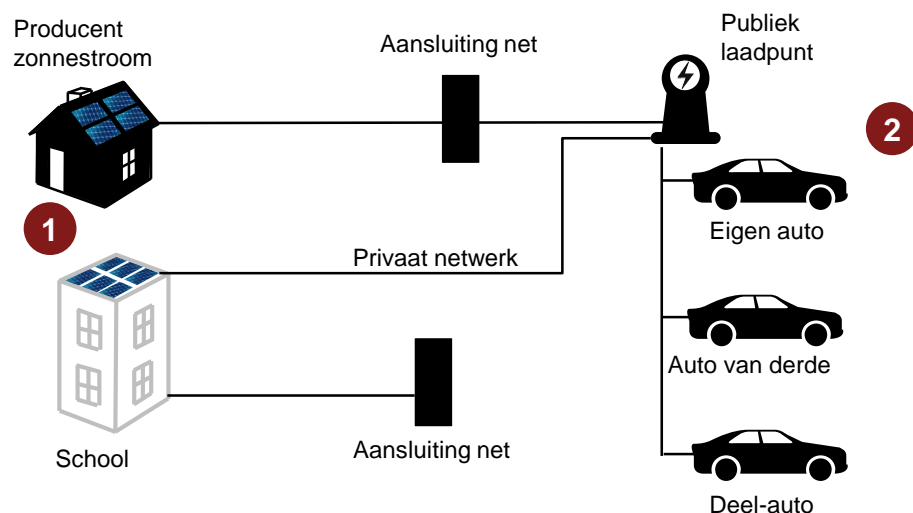 Producent
zonnestroom
Aansluiting net
Publiek
laadpunt
2
Eigen auto
1
Privaat netwerk
Auto van derde
School
Aansluiting net
Deel-auto